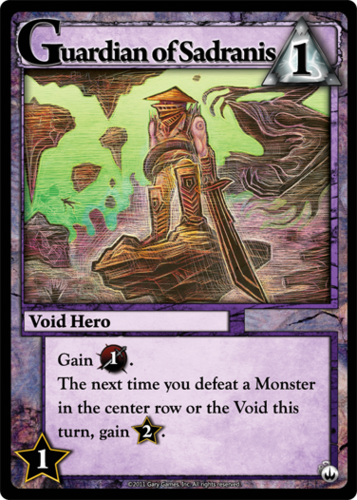 Guardian of Sadranis
1
Void Hero
Gain 1.
The next time you defeat a Monster
in the center row or the Void this
turn, gain 2.
1
©2011 Gary Games, Inc. All rights reserved.